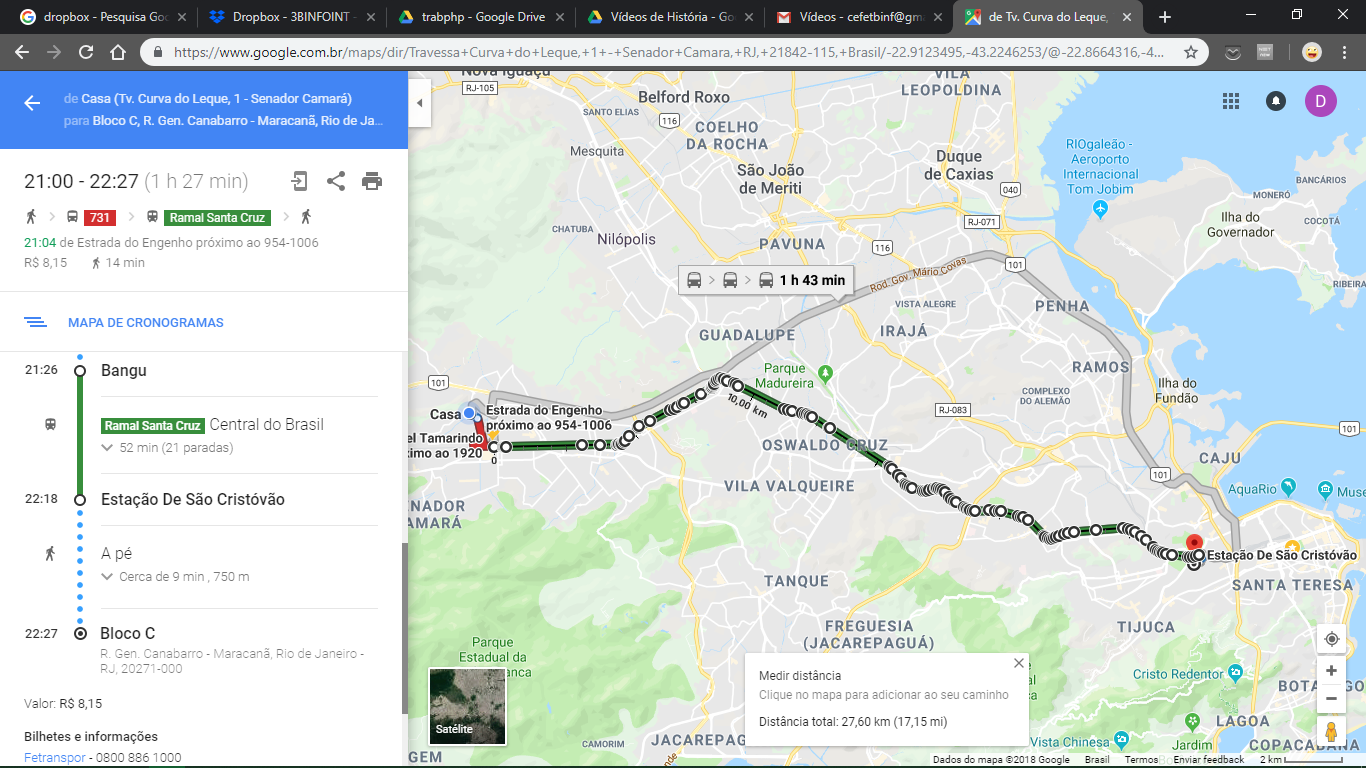 dropbox - Pesquisa Goo
Dropbox - 3BINFOINT -
trabphp - Google Drive
Vídeos de História - Go
Vídeos - cefetbinf@gm
de Tv. Curva do Leque,
https://www.google.com.br/maps/dir/Travessa+Curva+do+Leque,+1+-+Senador+Camara,+RJ,+21842-115,+Brasil/-22.9123495,-43.2246253/@-22.8664316,-4...
de Casa (Tv. Curva do Leque, 1 - Senador Camará)
para Bloco C, R. Gen. Canabarro - Maracanã, Rio de Ja...
21:00 - 22:27 (1 h 27 min)
731
Ramal Santa Cruz
21:04 de Estrada do Engenho próximo ao 954-1006
R$ 8,15
14 min
MAPA DE CRONOGRAMAS
21:26
Bangu
Ramal Santa Cruz Central do Brasil
52 min (21 paradas)
22:18
Estação De São Cristóvão
A pé
Cerca de 9 min , 750 m
22:27
Bloco C
R. Gen. Canabarro - Maracanã, Rio de Janeiro -
RJ, 20271-000
Valor: R$ 8,15
Bilhetes e informações
Fetranspor - 0800 886 1000
Nova Iguaçu
RJ-105
Belford Roxo
VILA
LEOPOLDINA
D
SANTO ELIAS
116
COELHO
DA ROCHA
Mesquita
RIOgaleão -
Aeroporto
Internacional
Tom Jobim
São João
de Meriti
Duque
de Caxias
040
BANCÁRIOS
MONERÓ
COCOTÁ
Ilha do
Governador
RJ-071
CHATUBA
Nilópolis
PAVUNA
116
101
Rod. Gov. Mário Covas
RIBEIRA
1 h 43 min
VISTA ALEGRE
PENHA
GUADALUPE
IRAJÁ
Parque
Madureira
RAMOS
101
COMPLEXO
DO ALEMÃO
Ilha do
Fundão
10,00 km
RJ-083
Casa
Estrada do Engenho
próximo ao 954-1006
101
el Tamarindo
ximo ao 1920
0
OSWALDO CRUZ
CAJU
101
VILA VALQUEIRE
AquaRio
Muse
ENADOR
AMARÁ
Estação De São Cristóvão
TANQUE
SANTA TERESA
FREGUESIA
(JACAREPAGUÁ)
TIJUCA
Parque
Estadual da
anca
Medir distância
Clique no mapa para adicionar ao seu caminho
Distância total: 27,60 km (17,15 mi)
Cristo Redentor
BOTA
al
Satélite
LAGOA
CAMORIM
JACAREPAG
Vista Chinesa
Jardim
COPACABANA
GEM
Dados do mapa ©2018 Google
Brasil
Termos
Enviar feedback
2 km